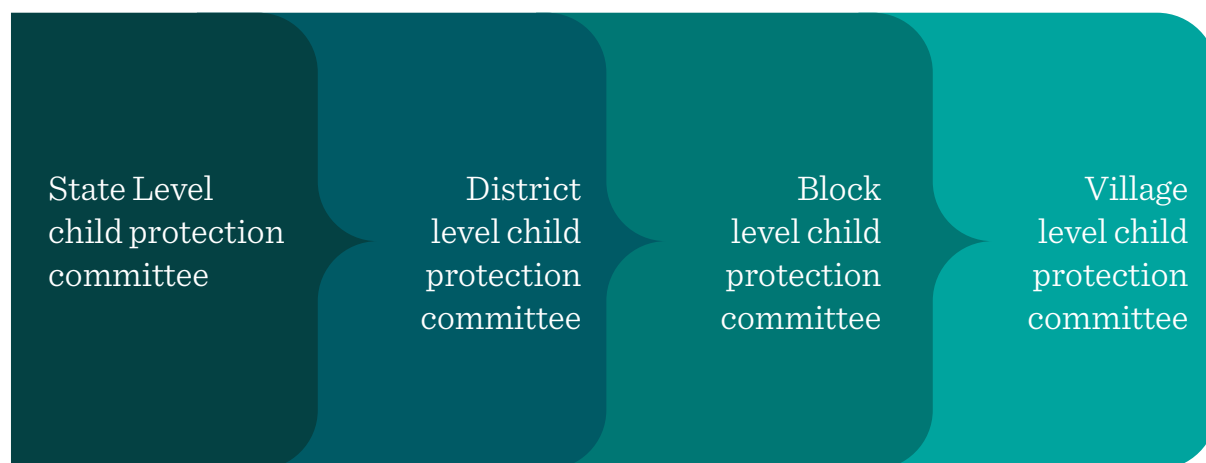 State Level
child protection
committee
District
level child
protection
committee
Block
level child
protection
committee
Village
level child
protection
committee